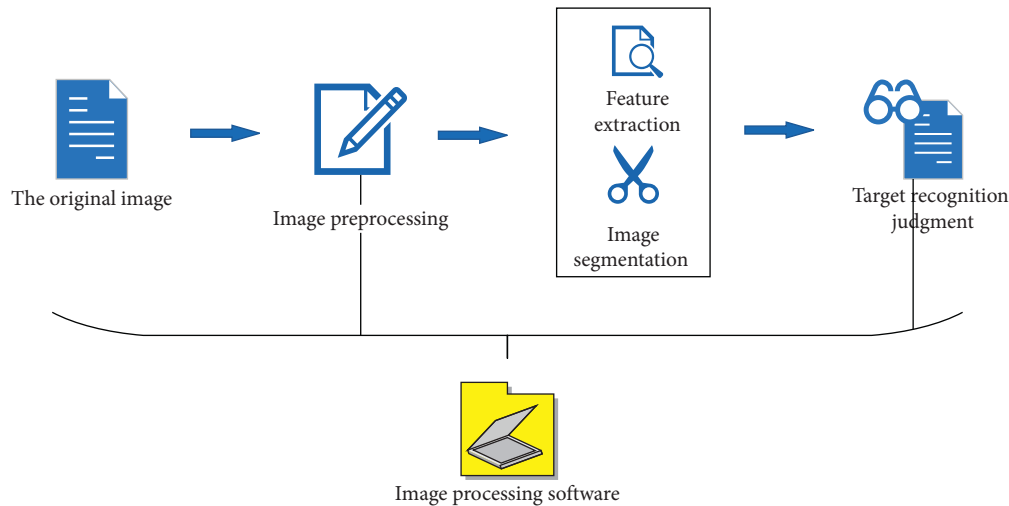 The original image
Image preprocessing
Feature
extraction
Image
segmentation
Target recognition
judgment
Image processing software